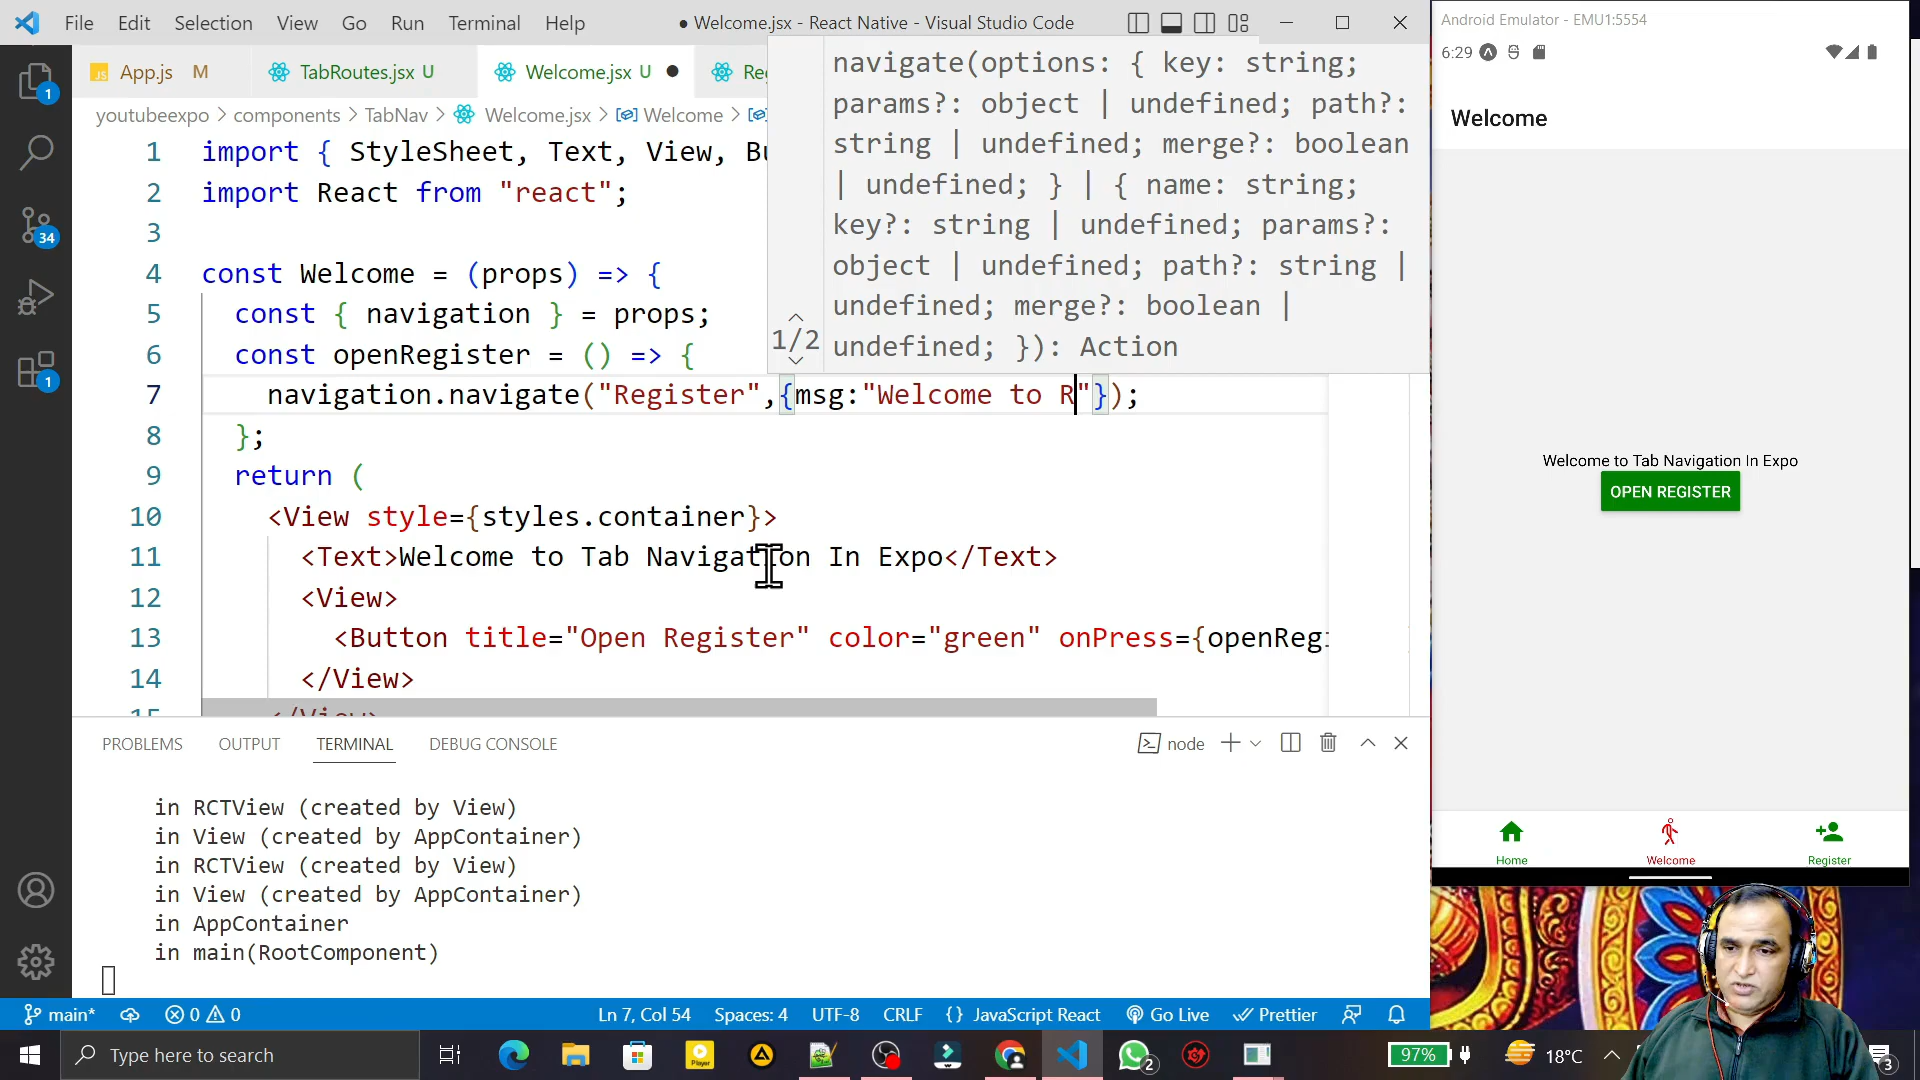 File Edit Selection View Go Run Terminal Help
● Welcome.jsx - React Native - Visual Studio Code
App.js M
TabRoutes.jsx U
Welcome.jsx U ●
youtubeexpo > components > TabNav > Welcome.jsx > Welcome >
navigate(options: { key: string;
params?: object | undefined; path?:
string | undefined; merge?: boolean
| undefined; } | { name: string;
key?: string | undefined; params?:
object | undefined; path?: string |
undefined; merge?: boolean |
undefined; }): Action
1/2
1 import { StyleSheet, Text, View,
2 import React from "react";
3
4 const Welcome = (props) => {
5 const { navigation } = props;
6 const openRegister = () => {
7 navigation.navigate("Register",{msg:"Welcome to R"});
8 };
9 return (
10 <View style={styles.container}>
11 <Text>Welcome to Tab Navigation In Expo</Text>
12 <View>
13 <Button title="Open Register" color="green" onPress={openRegi
14 </View>
1
34
1
PROBLEMS OUTPUT TERMINAL DEBUG CONSOLE
node
in RCTView (created by View)
in View (created by AppContainer)
in RCTView (created by View)
in View (created by AppContainer)
in AppContainer
in main(RootComponent)
main* 0 0 Ln 7, Col 54 Spaces: 4 UTF-8 CRLF {} JavaScript React Go Live Prettier
Type here to search
Player
2
97%
18°C
3
Android Emulator - EMU1:5554
6:29
Welcome
Welcome to Tab Navigation In Expo
OPEN REGISTER
Home
Welcome
Register